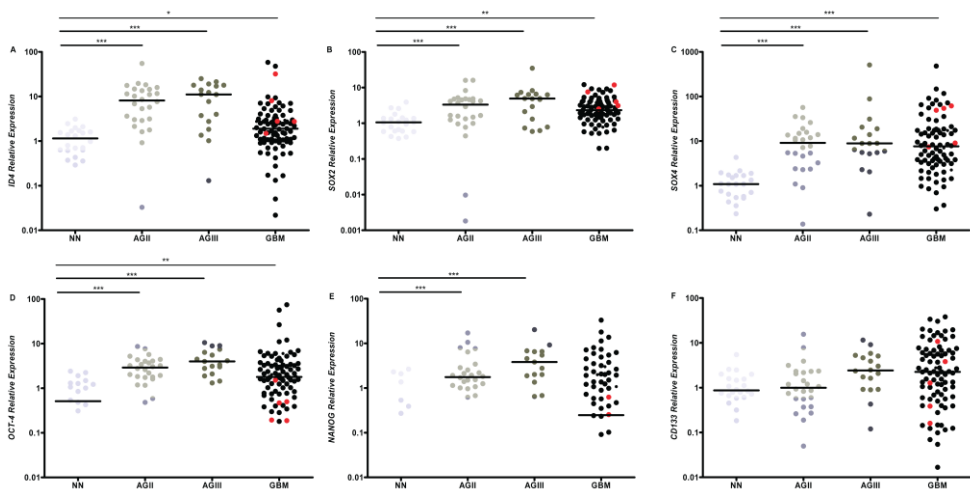 *
**
***
***
**
***
***
***
***
***
A
B
C
100
100
1000
10
10
100
1
1
10
0.1
0.1
1
0.01
0.01
0.1
0.001
ID4 Relative Expression
SOX2 Relative Expression
SOX4 Relative Expression
NN AGII AGIII GBM
NN AGII AGIII GBM
NN AGII AGIII GBM
**
***
***
***
***
D
E
F
100
100
100
10
10
10
1
1
1
0.1
0.1
0.1
0.01
0.01
0.01
OCT-4 Relative Expression
NANOG Relative Expression
CD133 Relative Expression
NN AGII AGIII GBM
NN AGII AGIII GBM
NN AGII AGIII GBM